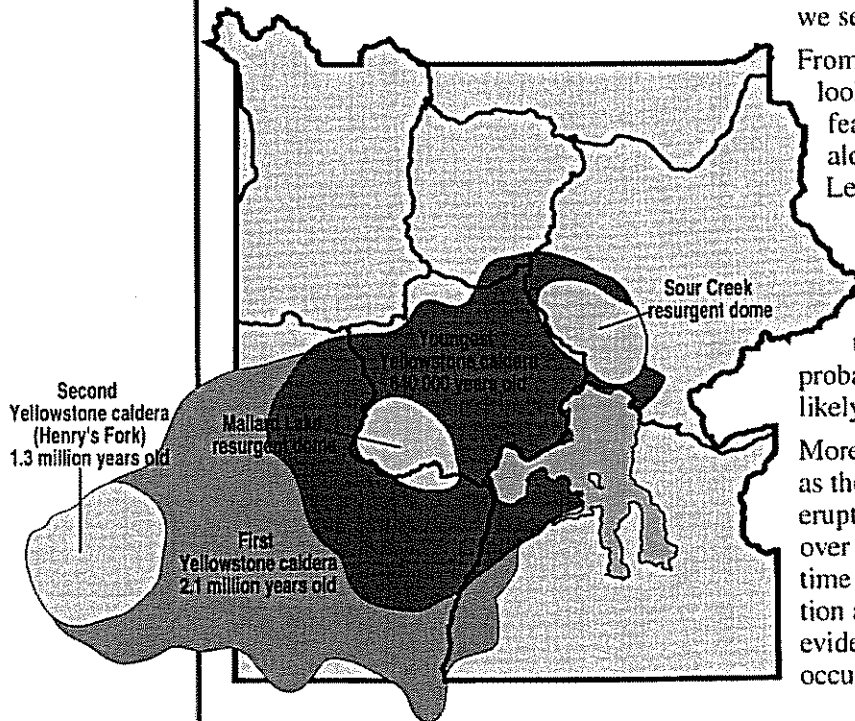 we se
From
loo
fea
alo
Le
Sour Creek
resurgent dome
Youngest
Yellowstone caldera
640,000 years old
proba
likely
Second
Yellowstone caldera
(Henry's Fork)
1.3 million years old
Mallard Lake
resurgent dome
More
as the
erupt
over
time
tion a
evide
occu
First
Yellowstone caldera
2.1 million years old